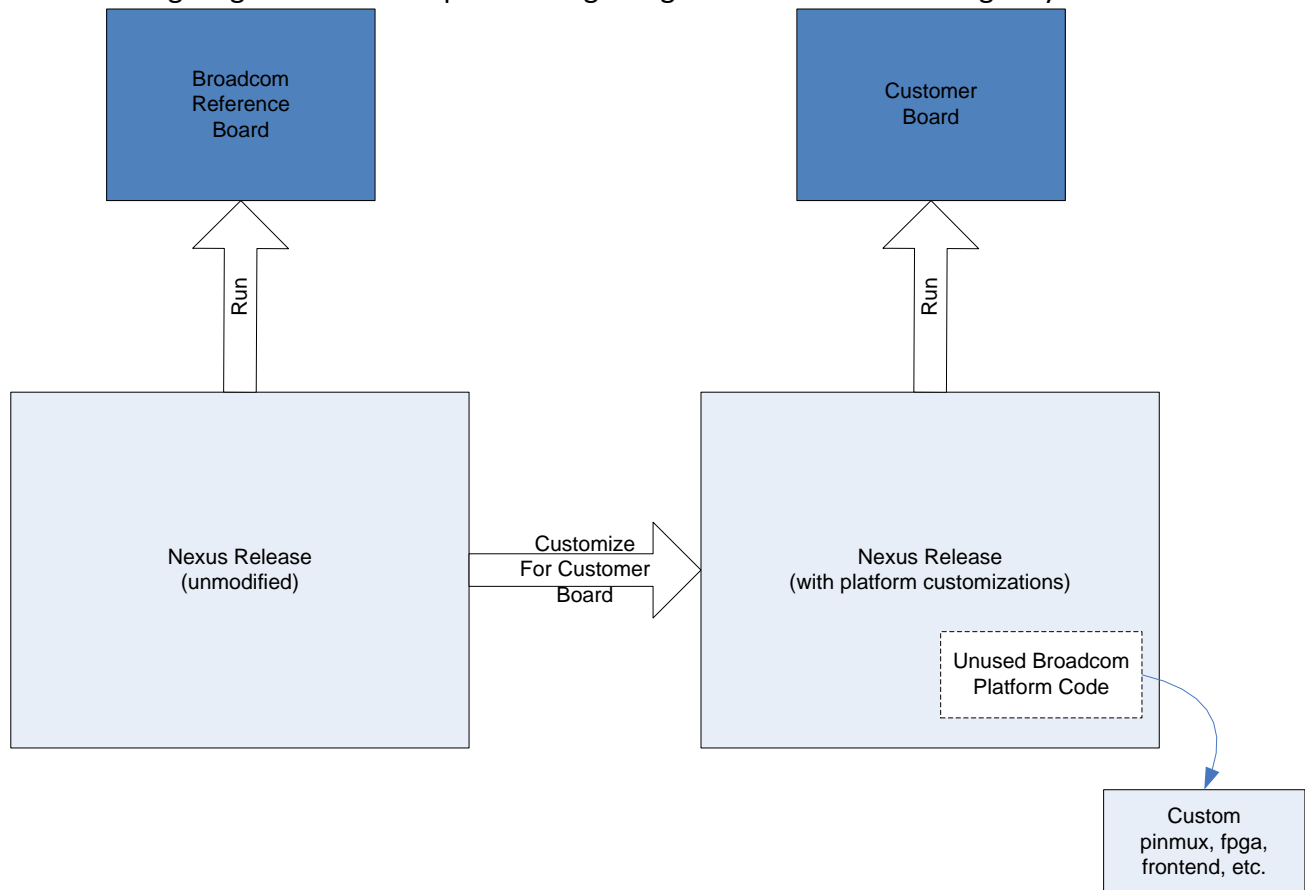 Broadcom
Reference
Board
Customer
Board
Run
Run
Nexus Release
(unmodified)
Customize
For Customer
Board
Nexus Release
(with platform customizations)
Unused Broadcom
Platform Code
Custom
pinmux, fpga,
frontend, etc.